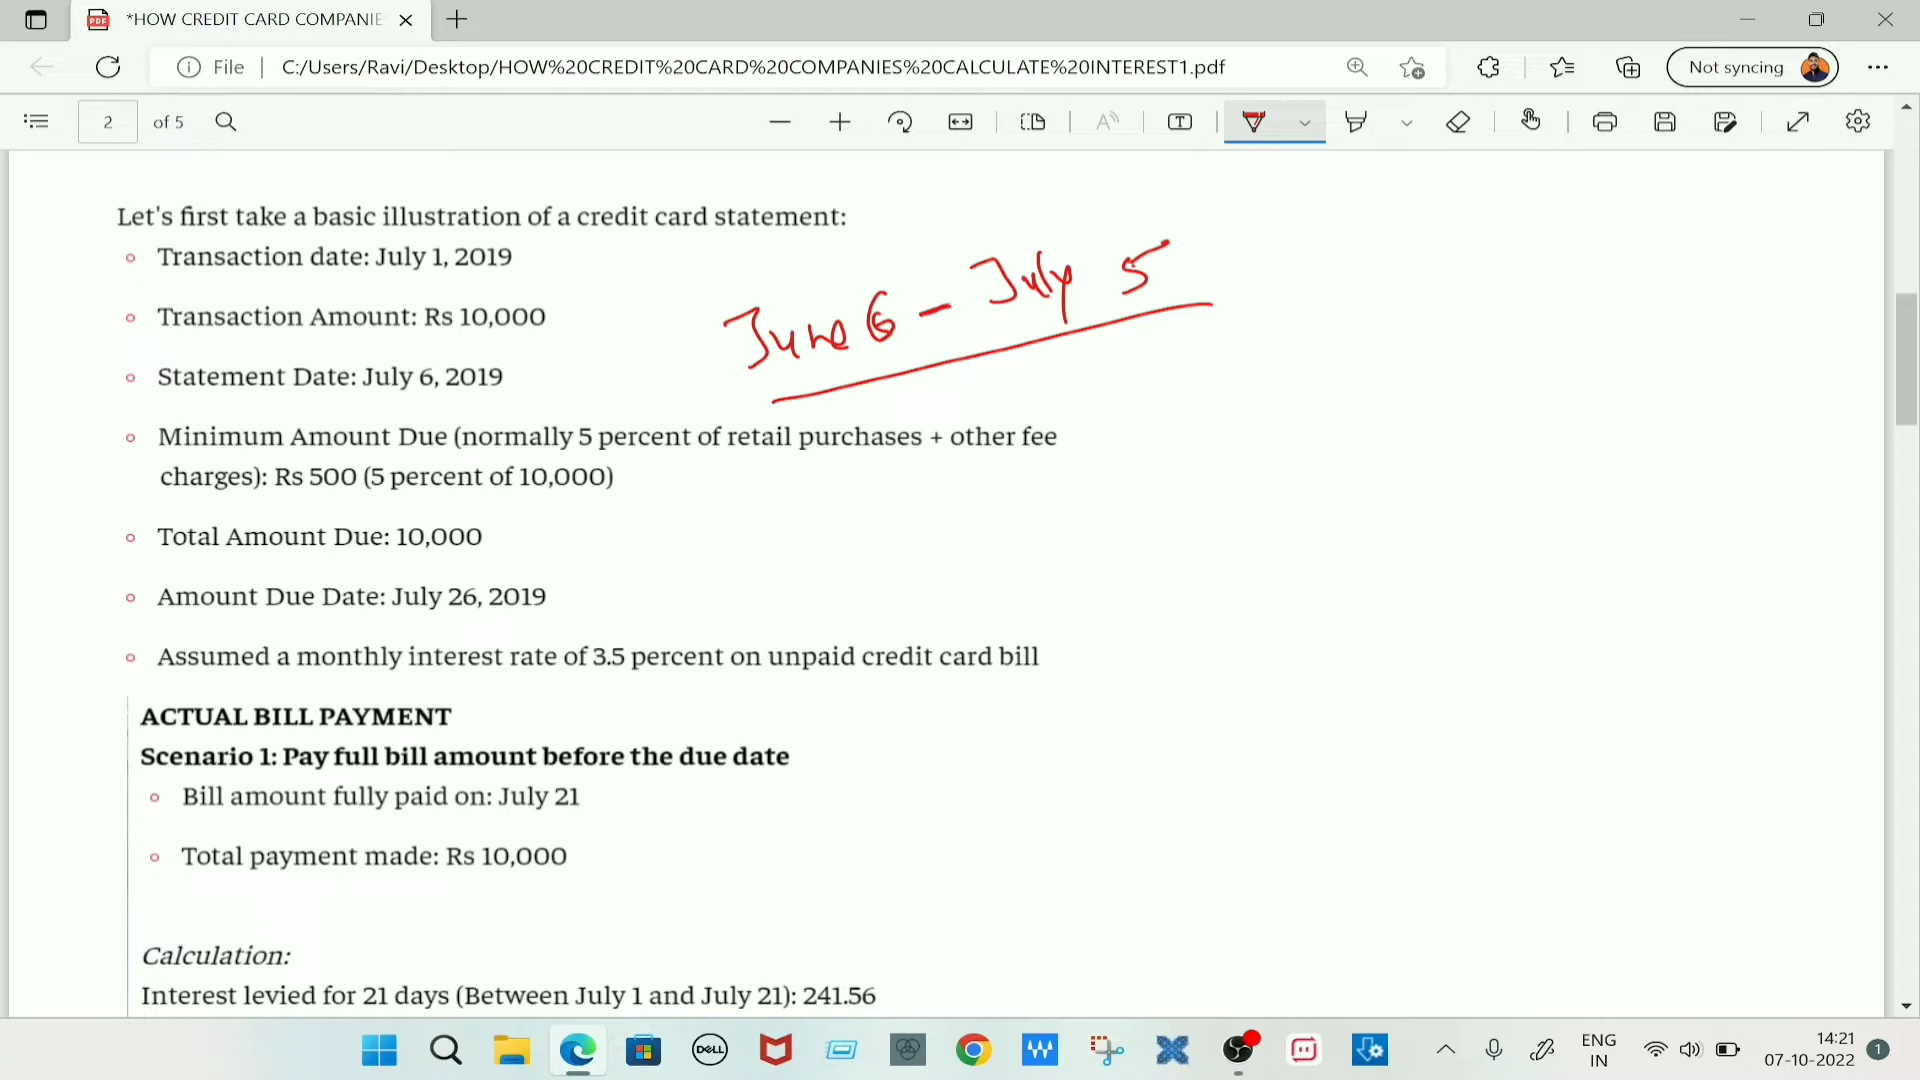 *HOW CREDIT CARD COMPANIE
File
C:/Users/Ravi/Desktop/HOW%20CREDIT%20CARD%20COMPANIES%20CALCULATE%20INTEREST1.pdf
Not syncing
2 of 5
Let's first take a basic illustration of a credit card statement:
Transaction date: July 1, 2019
June 6 - July 5
Transaction Amount: Rs 10,000
Statement Date: July 6, 2019
Minimum Amount Due (normally 5 percent of retail purchases + other fee
charges): Rs 500 (5 percent of 10,000)
Total Amount Due: 10,000
Amount Due Date: July 26, 2019
Assumed a monthly interest rate of 3.5 percent on unpaid credit card bill
ACTUAL BILL PAYMENT
Scenario 1: Pay full bill amount before the due date
Bill amount fully paid on: July 21
Total payment made: Rs 10,000
Calculation:
Interest levied for 21 days (Between July 1 and July 21): 241.56
DELL
ENG
IN
14:21
07-10-2022
1